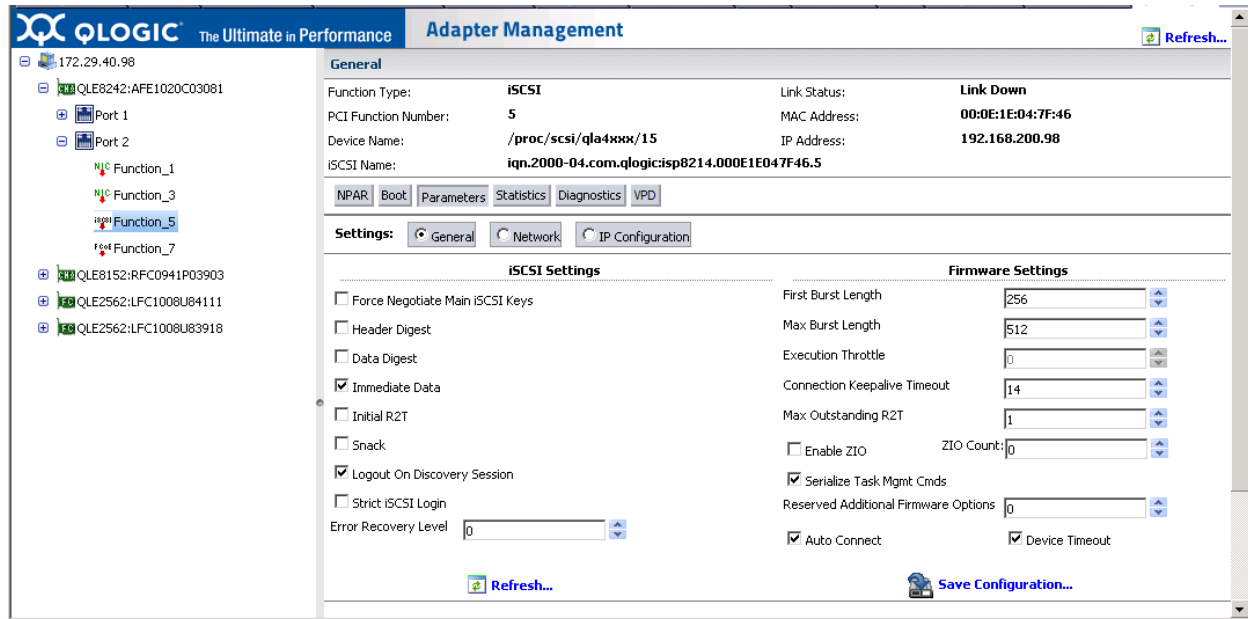 QLOGIC The Ultimate in Performance
Adapter Management
Refresh...
172.29.40.98
QLE8242:AFE1020C03081
Port 1
Port 2
NIC Function_1
NIC Function_3
iSCSI Function_5
FCoE Function_7
CNA QLE8152:RFC0941P03903
FC QLE2562:LFC1008U84111
FC QLE2562:LFC1008U83918
General
Function Type: iSCSI Link Status: Link Down
PCI Function Number: 5 MAC Address: 00:0E:1E:04:7F:46
Device Name: /proc/scsi/qla4xxx/15 IP Address: 192.168.200.98
iSCSI Name: iqn.2000-04.com.qlogic:isp8214.000E1E047F46.5
NPAR Boot Parameters Statistics Diagnostics VPD
Settings: General Network IP Configuration
iSCSI Settings
Force Negotiate Main iSCSI Keys
Header Digest
Data Digest
Immediate Data
Initial R2T
Snack
Logout On Discovery Session
Strict iSCSI Login
Error Recovery Level 0
Refresh...
Firmware Settings
First Burst Length 256
Max Burst Length 512
Execution Throttle 0
Connection Keepalive Timeout 14
Max Outstanding R2T 1
Enable ZIO ZIO Count: 0
Serialize Task Mgmt Cmds
Reserved Additional Firmware Options 0
Auto Connect Device Timeout
Save Configuration...